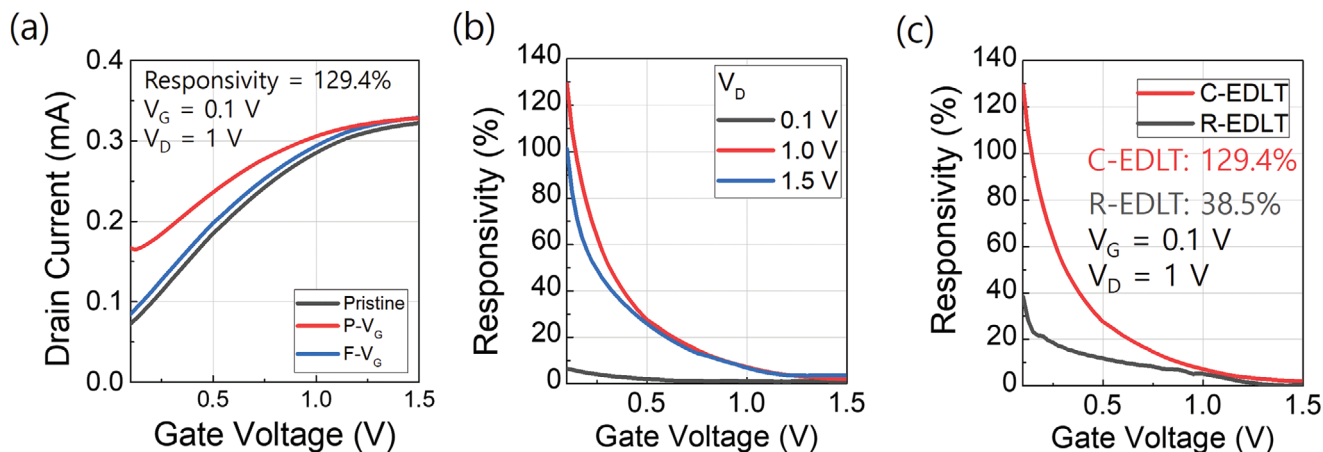 (a)
0.4
0.3
0.2
0.1
0.0
Drain Current (mA)
Responsivity = 129.4%
V_G = 0.1 V
V_D = 1 V
Pristine
P-V_G
F-V_G
0.5
1.0
1.5
Gate Voltage (V)
(b)
140
120
100
80
60
40
20
0
Responsivity (%)
V_D
0.1 V
1.0 V
1.5 V
0.5
1.0
1.5
Gate Voltage (V)
(c)
140
120
100
80
60
40
20
0
Responsivity (%)
C-EDLT
R-EDLT
C-EDLT: 129.4%
R-EDLT: 38.5%
V_G = 0.1 V
V_D = 1 V
0.5
1.0
1.5
Gate Voltage (V)